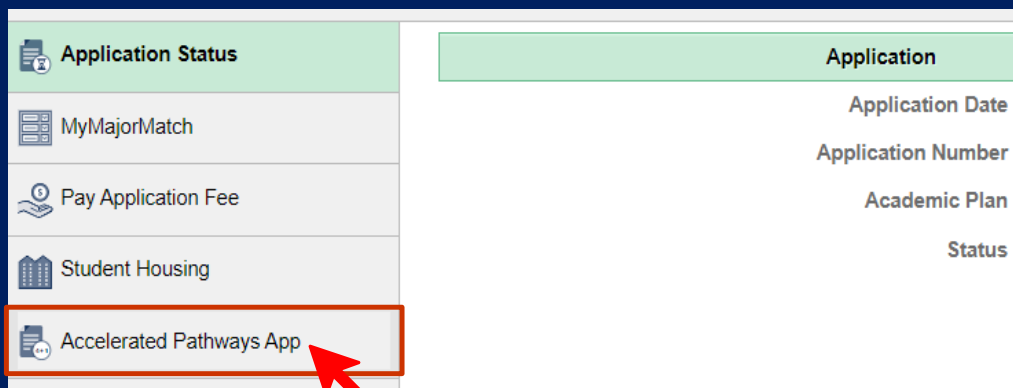 Application Status
MyMajorMatch
Pay Application Fee
Student Housing
Accelerated Pathways App
Application
Application Date
Application Number
Academic Plan
Status